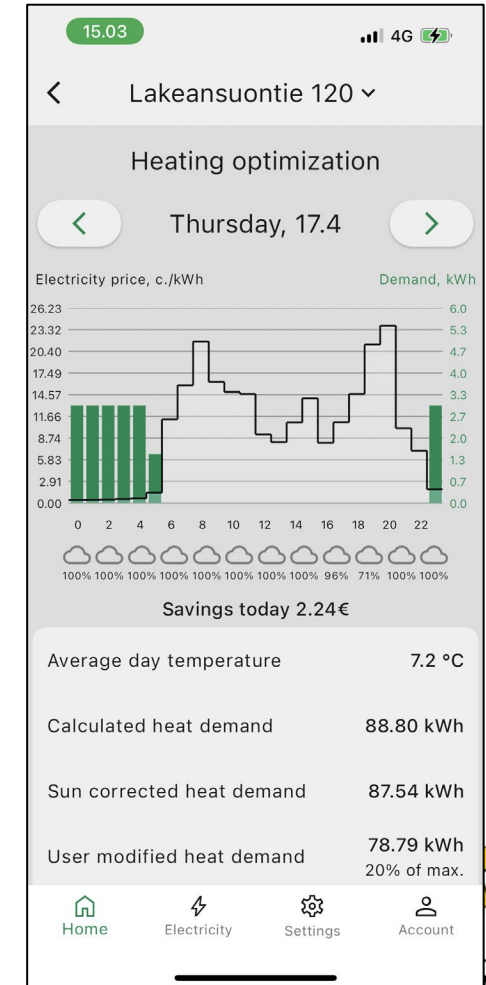 15.03
4G
Lakeansuontie 120
Heating optimization
Thursday, 17.4
Electricity price, c./kWh Demand, kWh
26.23 6.0
23.32 5.3
20.40 4.7
17.49 4.0
14.57 3.3
11.66 2.7
8.74 2.0
5.83 1.3
2.91 0.7
0.00 0.0
0 2 4 6 8 10 12 14 16 18 20 22
100% 100% 100% 100% 100% 100% 100% 100% 96% 71% 100% 100%
Savings today 2.24€
Average day temperature 7.2 °C
Calculated heat demand 88.80 kWh
Sun corrected heat demand 87.54 kWh
User modified heat demand 78.79 kWh
20% of max.
Home Electricity Settings Account